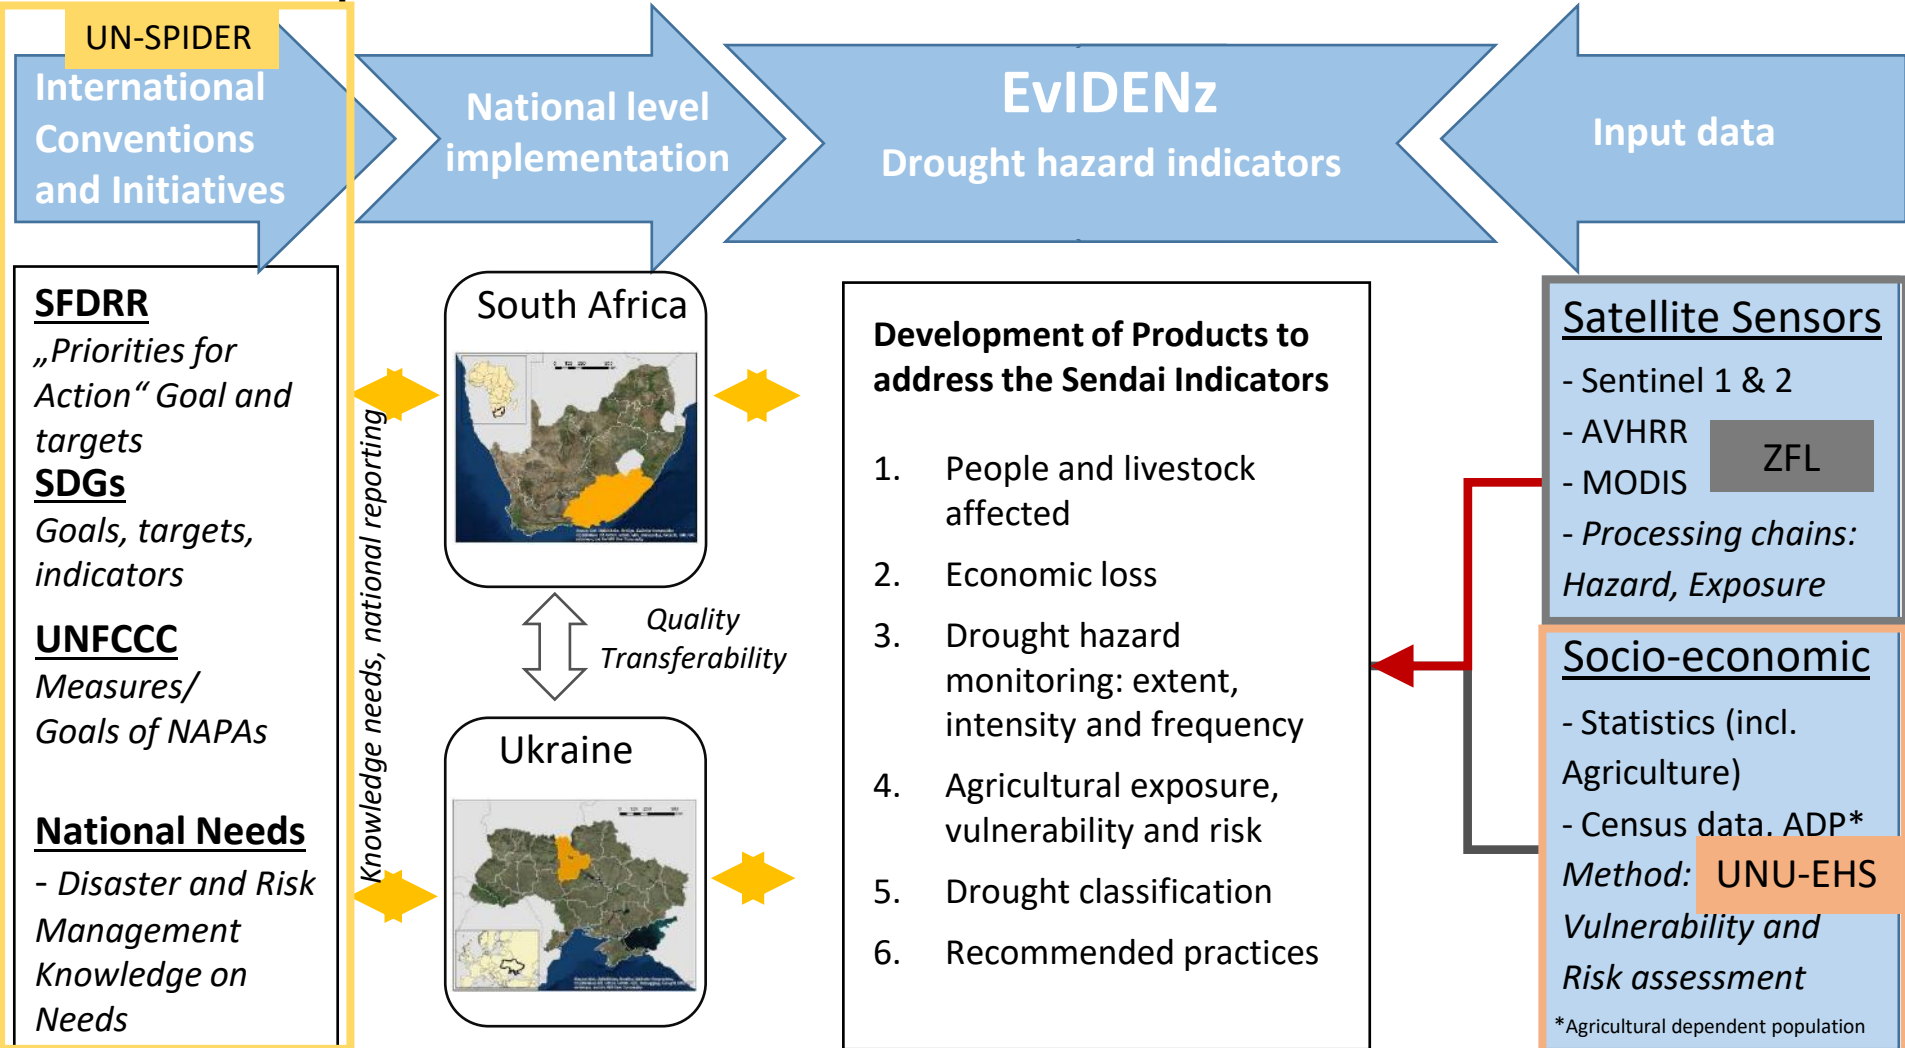 UN-SPIDER
International
Conventions
and Initiatives
National level
implementation
EvIDENz
Drought hazard indicators
Input data
SFDRR
„Priorities for
Action“ Goal and
targets
SDGs
Goals, targets,
indicators
UNFCCC
Measures/
Goals of NAPAs
National Needs
- Disaster and Risk
Management
Knowledge on
Needs
Knowledge needs, national reporting
South Africa
Quality
Transferability
Ukraine
Development of Products to
address the Sendai Indicators
1. People and livestock
affected
2. Economic loss
3. Drought hazard
monitoring: extent,
intensity and frequency
4. Agricultural exposure,
vulnerability and risk
5. Drought classification
6. Recommended practices
Satellite Sensors
- Sentinel 1 & 2
- AVHRR
- MODIS
ZFL
- Processing chains:
Hazard, Exposure
Socio-economic
- Statistics (incl.
Agriculture)
- Census data, ADP*
Method:
UNU-EHS
Vulnerability and
Risk assessment
*Agricultural dependent population